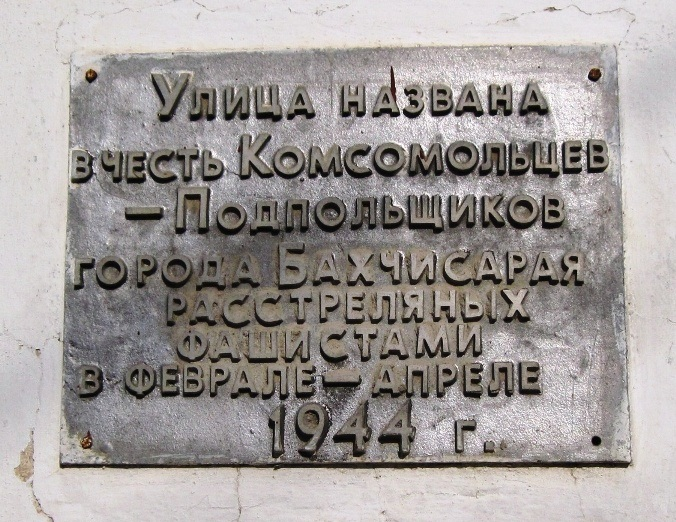 Улица названа
в честь Комсомольцев
– Подпольщиков
города Бахчисарая
расстреляных
фашистами
в феврале – апреле
1944 г.